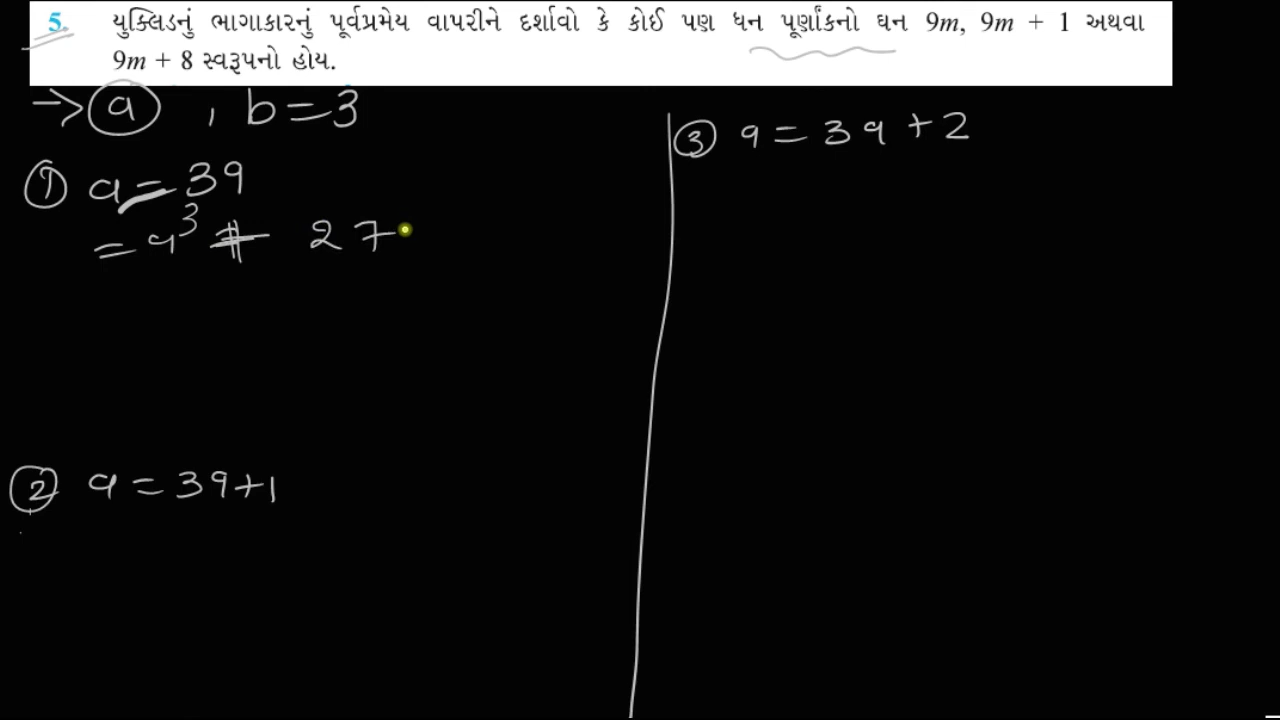 5. યુક્લિડનું ભાગાકારનું પૂર્વપ્રમેય વાપરીને દર્શાવો કે કોઈ પણ ધન પૂર્ણાંકનો ઘન 9m, 9m + 1 અથવા
9m + 8 સ્વરૂપનો હોય.
→ a , b = 3
① a = 3q
= a³ = 27
② a = 3q + 1
③ a = 3q + 2